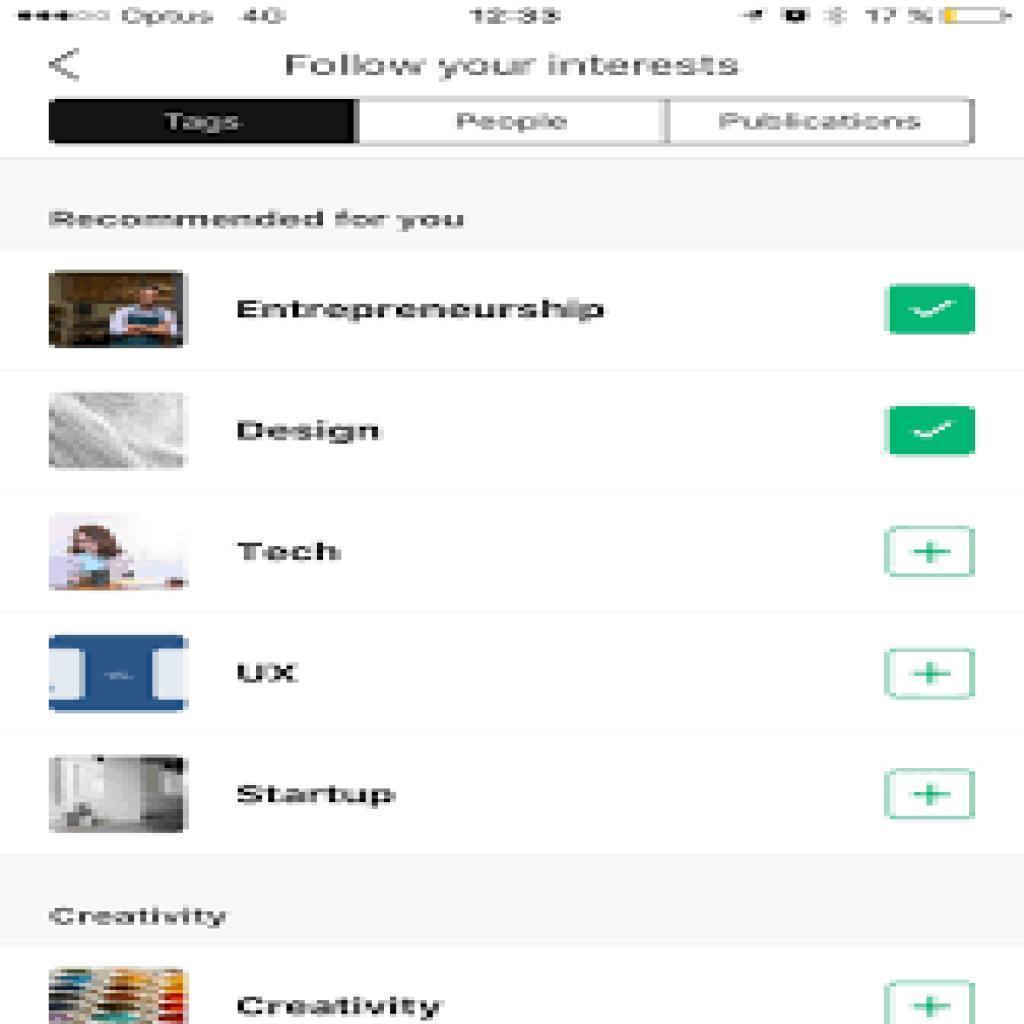 Optus 4G 12:33 17 %
Follow your interests
Tags People Publications
Recommended for you
Entrepreneurship
Design
Tech
UX
Startup
Creativity
Creativity